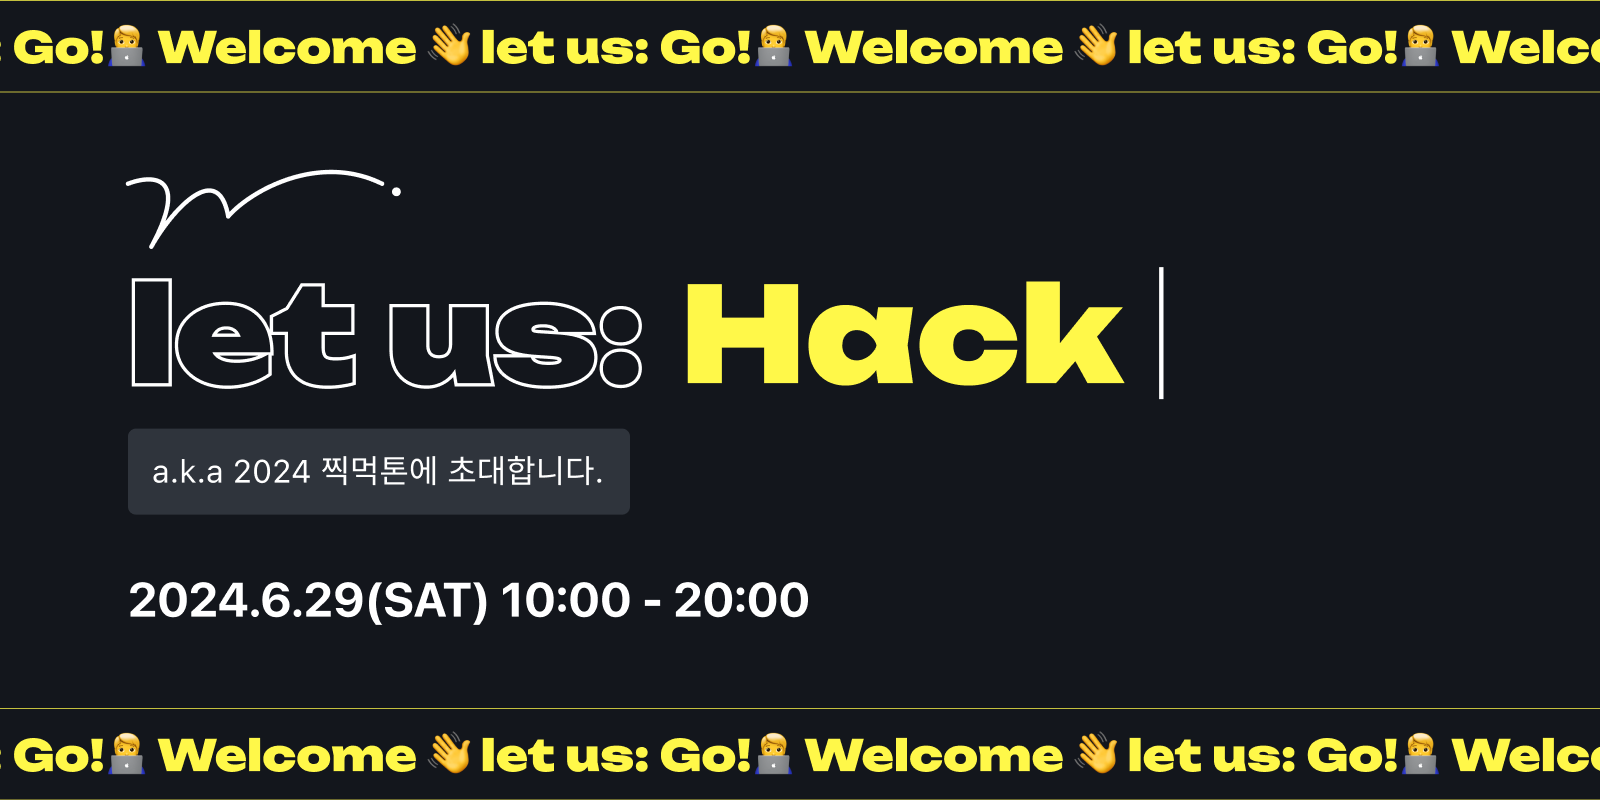 : Go!🧑‍💻 Welcome 👋 let us: Go!🧑‍💻 Welcome 👋 let us: Go!🧑‍💻 Welco
let us: Hack
a.k.a 2024 찍먹톤에 초대합니다.
2024.6.29(SAT) 10:00 - 20:00
: Go!🧑‍💻 Welcome 👋 let us: Go!🧑‍💻 Welcome 👋 let us: Go!🧑‍💻 Welco